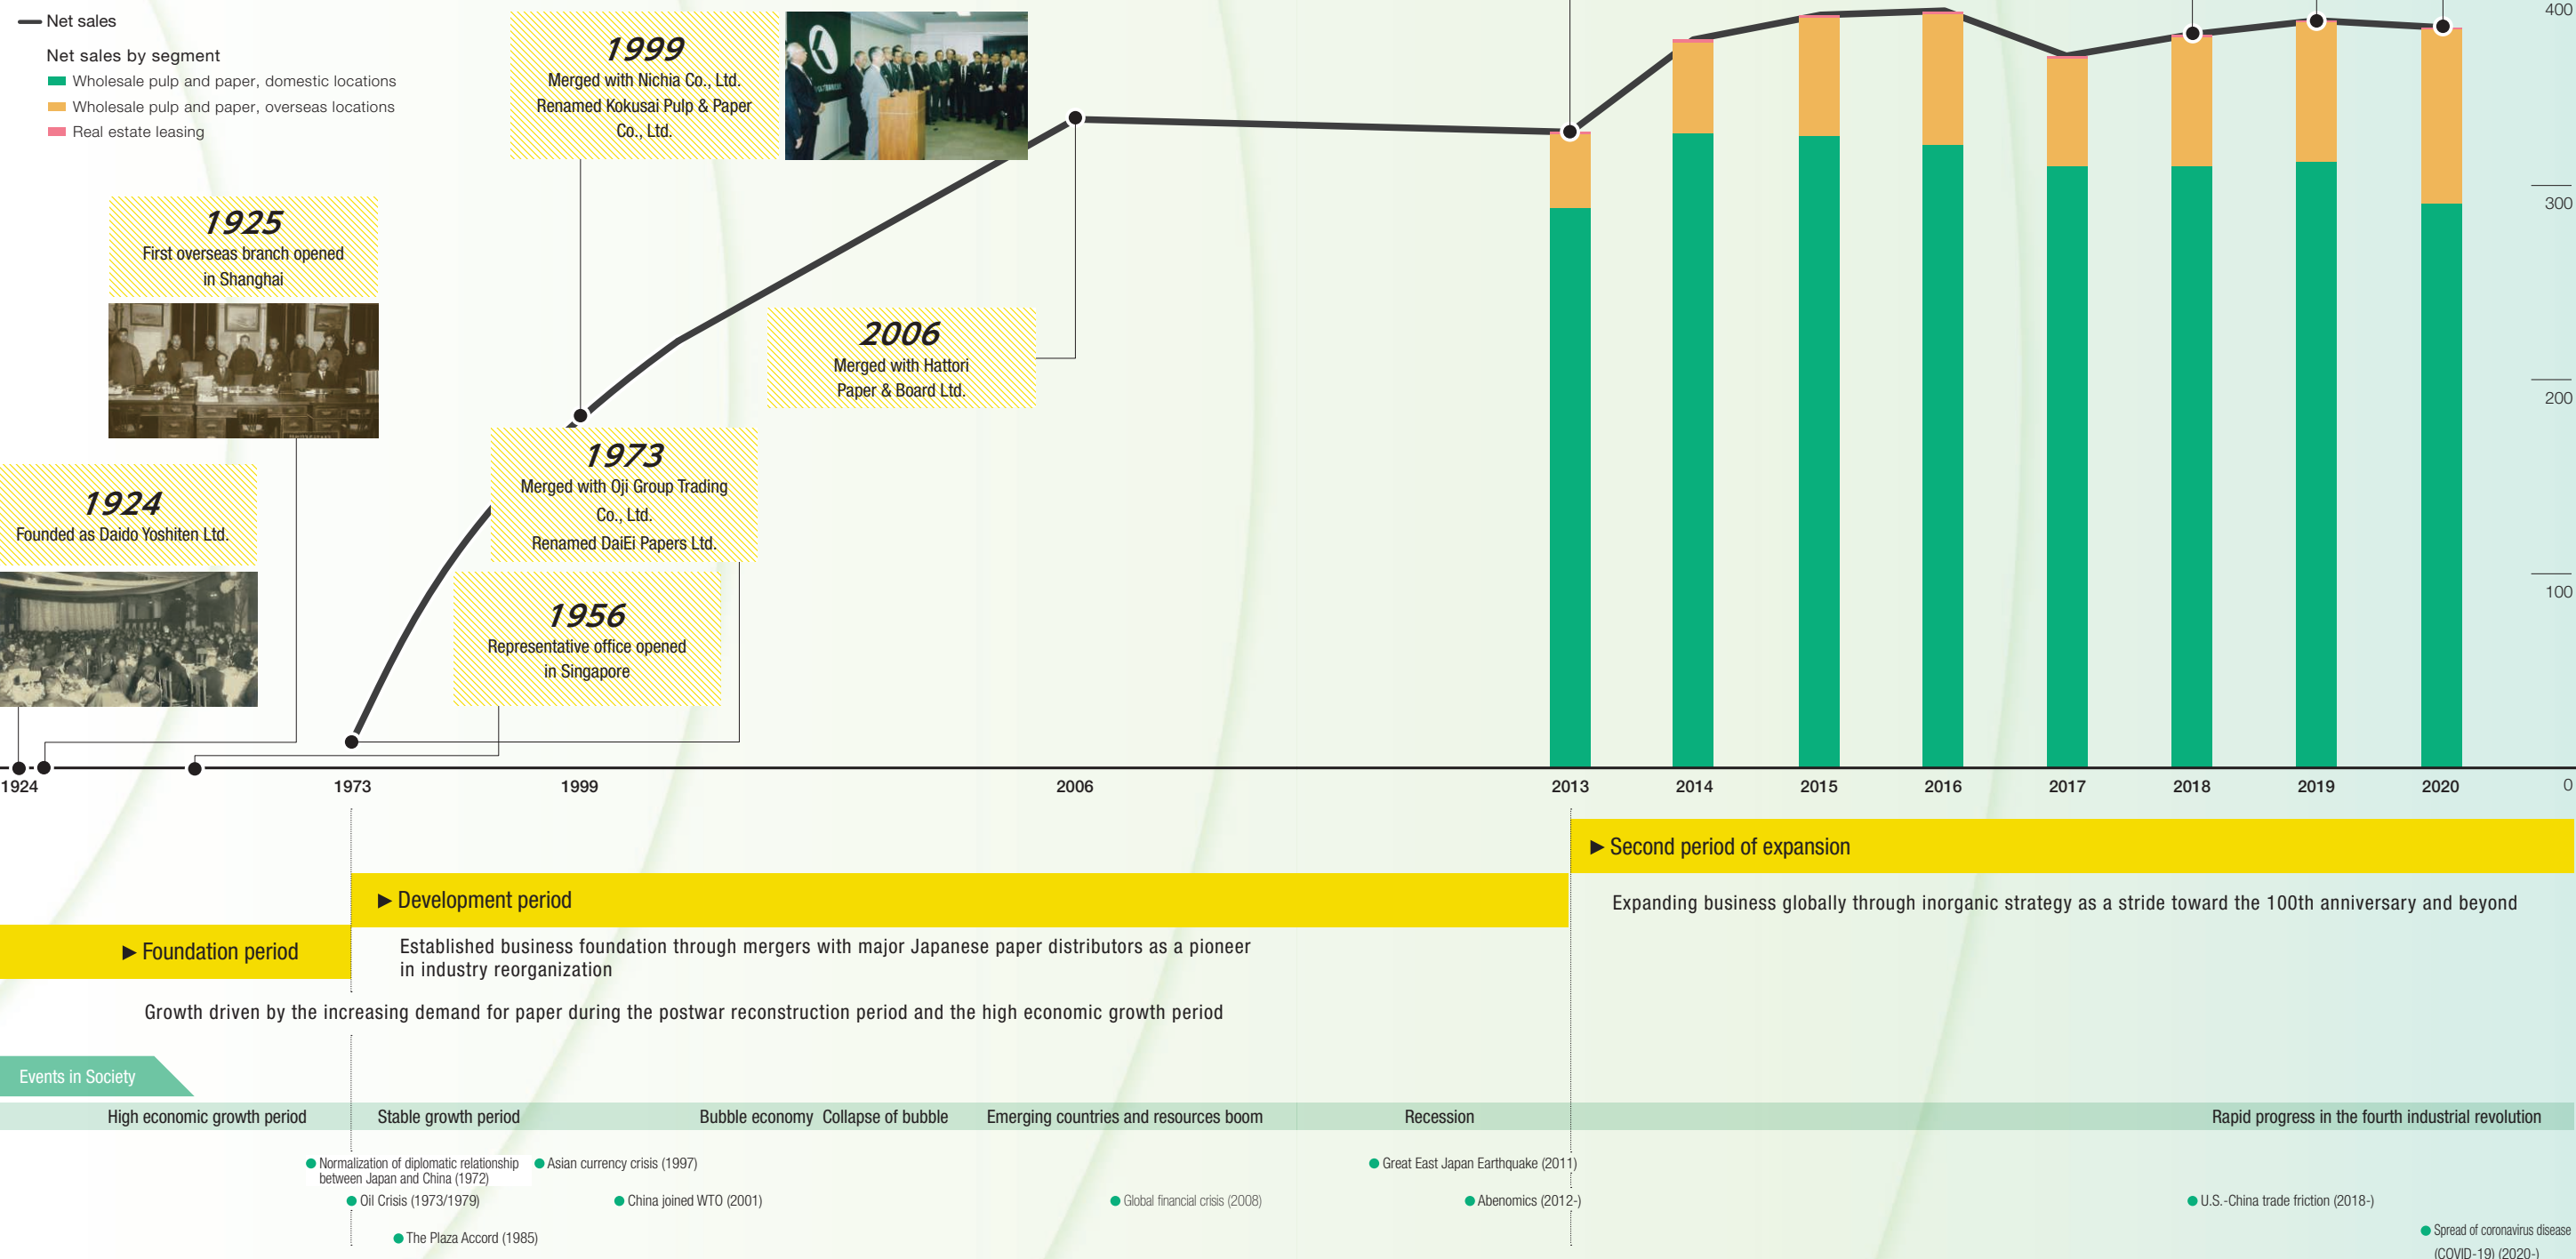 Net sales
Net sales by segment
Wholesale pulp and paper, domestic locations
Wholesale pulp and paper, overseas locations
Real estate leasing
1999
Merged with Nichia Co., Ltd.
Renamed Kokusai Pulp & Paper
Co., Ltd.
1925
First overseas branch opened
in Shanghai
2006
Merged with Hattori
Paper & Board Ltd.
1973
Merged with Oji Group Trading
Co., Ltd.
Renamed DaiEi Papers Ltd.
1924
Founded as Daido Yoshiten Ltd.
1956
Representative office opened
in Singapore
400
300
200
100
0
1924
1973
1999
2006
2013
2014
2015
2016
2017
2018
2019
2020
▶Second period of expansion
Expanding business globally through inorganic strategy as a stride toward the 100th anniversary and beyond
▶Development period
Established business foundation through mergers with major Japanese paper distributors as a pioneer
in industry reorganization
▶Foundation period
Growth driven by the increasing demand for paper during the postwar reconstruction period and the high economic growth period
Events in Society
High economic growth period
Stable growth period
Bubble economy
Collapse of bubble
Emerging countries and resources boom
Recession
Rapid progress in the fourth industrial revolution
Normalization of diplomatic relationship
between Japan and China (1972)
Asian currency crisis (1997)
Great East Japan Earthquake (2011)
Oil Crisis (1973/1979)
China joined WTO (2001)
Global financial crisis (2008)
Abenomics (2012-)
U.S.-China trade friction (2018-)
The Plaza Accord (1985)
Spread of coronavirus disease
(COVID-19) (2020-)